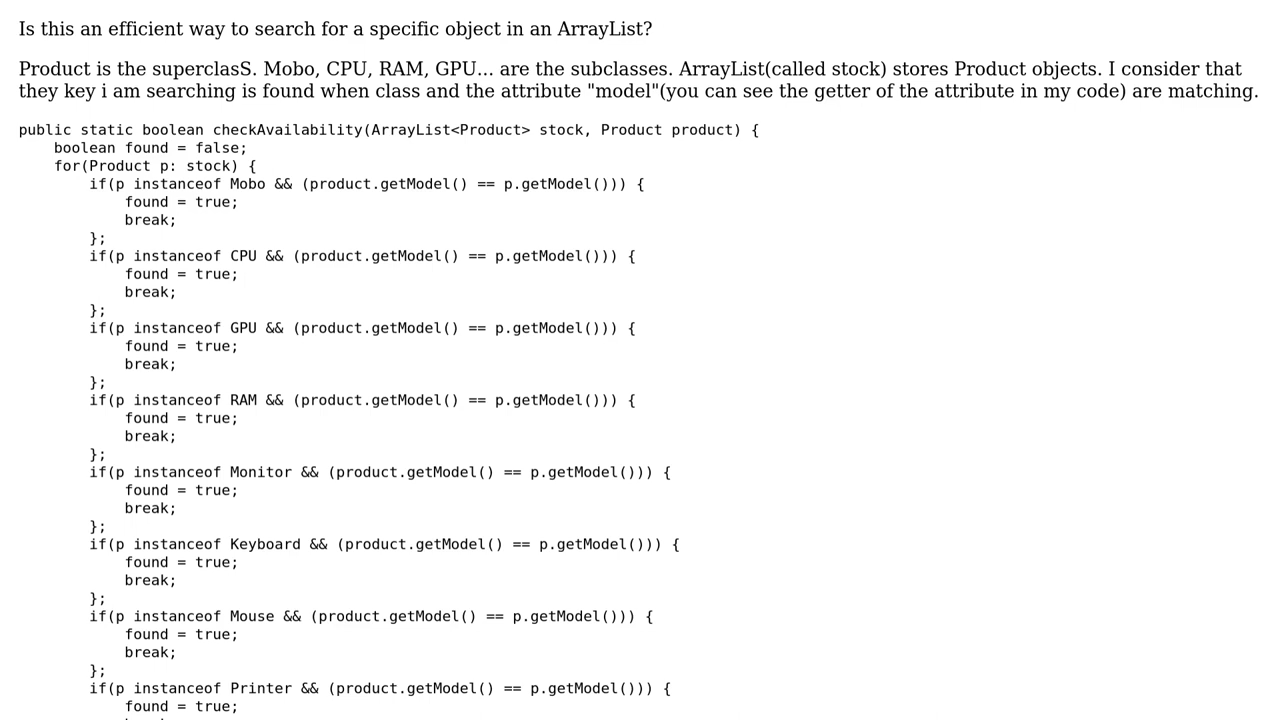 Is this an efficient way to search for a specific object in an ArrayList?
Product is the superclasS. Mobo, CPU, RAM, GPU... are the subclasses. ArrayList(called stock) stores Product objects. I consider that
they key i am searching is found when class and the attribute "model"(you can see the getter of the attribute in my code) are matching.
public static boolean checkAvailability(ArrayList<Product> stock, Product product) {
    boolean found = false;
    for(Product p: stock) {
        if(p instanceof Mobo && (product.getModel() == p.getModel())) {
            found = true;
            break;
        };
        if(p instanceof CPU && (product.getModel() == p.getModel())) {
            found = true;
            break;
        };
        if(p instanceof GPU && (product.getModel() == p.getModel())) {
            found = true;
            break;
        };
        if(p instanceof RAM && (product.getModel() == p.getModel())) {
            found = true;
            break;
        };
        if(p instanceof Monitor && (product.getModel() == p.getModel())) {
            found = true;
            break;
        };
        if(p instanceof Keyboard && (product.getModel() == p.getModel())) {
            found = true;
            break;
        };
        if(p instanceof Mouse && (product.getModel() == p.getModel())) {
            found = true;
            break;
        };
        if(p instanceof Printer && (product.getModel() == p.getModel())) {
            found = true;